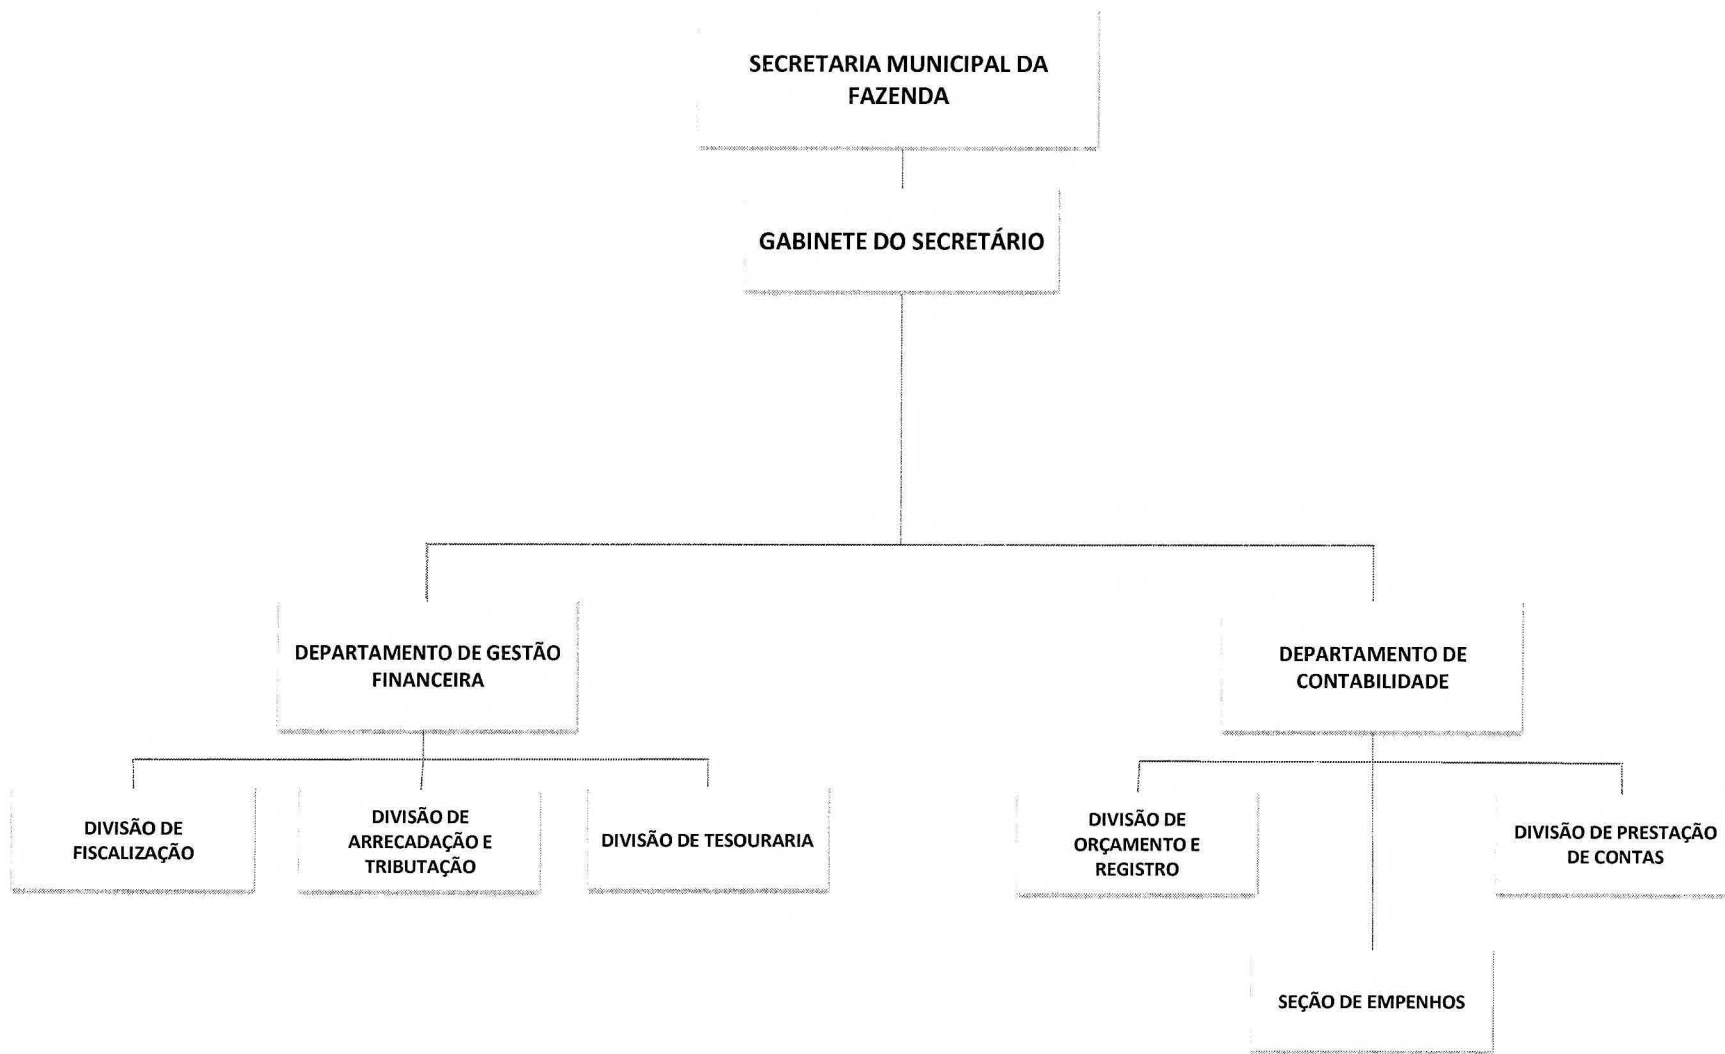 SECRETARIA MUNICIPAL DA
FAZENDA
GABINETE DO SECRETÁRIO
DEPARTAMENTO DE GESTÃO
FINANCEIRA
DEPARTAMENTO DE
CONTABILIDADE
DIVISÃO DE
FISCALIZAÇÃO
DIVISÃO DE
ARRECADAÇÃO E
TRIBUTAÇÃO
DIVISÃO DE TESOURARIA
DIVISÃO DE
ORÇAMENTO E
REGISTRO
DIVISÃO DE PRESTAÇÃO
DE CONTAS
SEÇÃO DE EMPENHOS